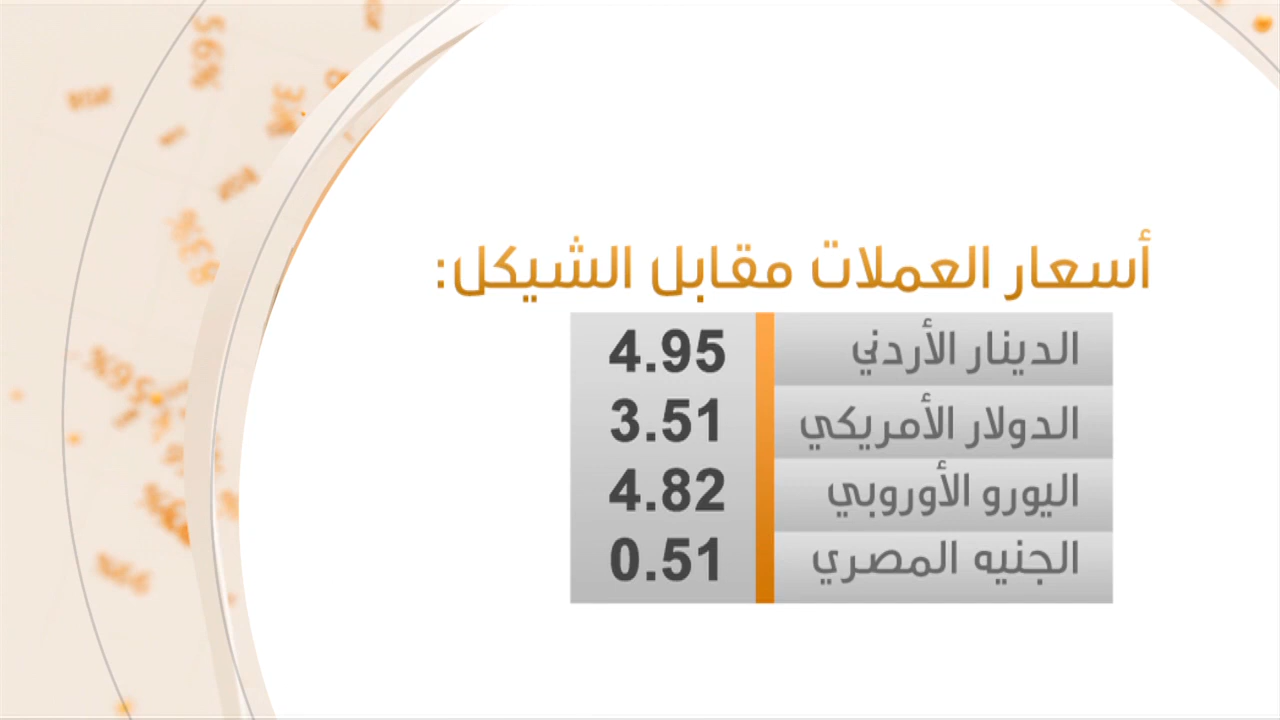 أسعار العملات مقابل الشيكل:
الدينار الأردني 4.95
الدولار الأمريكي 3.51
اليورو الأوروبي 4.82
الجنيه المصري 0.51